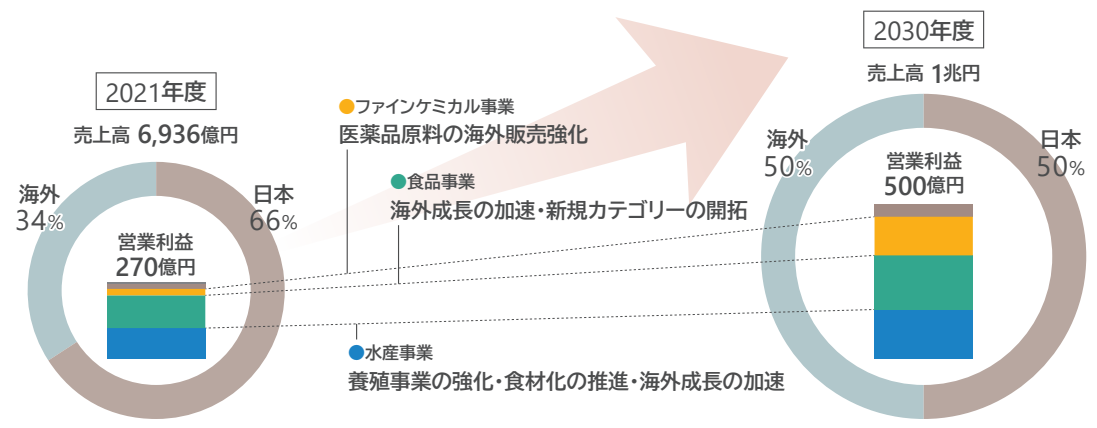 2021年度
売上高 6,936億円
海外
34%
日本
66%
営業利益
270億円
●ファインケミカル事業
医薬品原料の海外販売強化
●食品事業
海外成長の加速・新規カテゴリーの開拓
●水産事業
養殖事業の強化・食材化の推進・海外成長の加速
2030年度
売上高 1兆円
海外
50%
日本
50%
営業利益
500億円